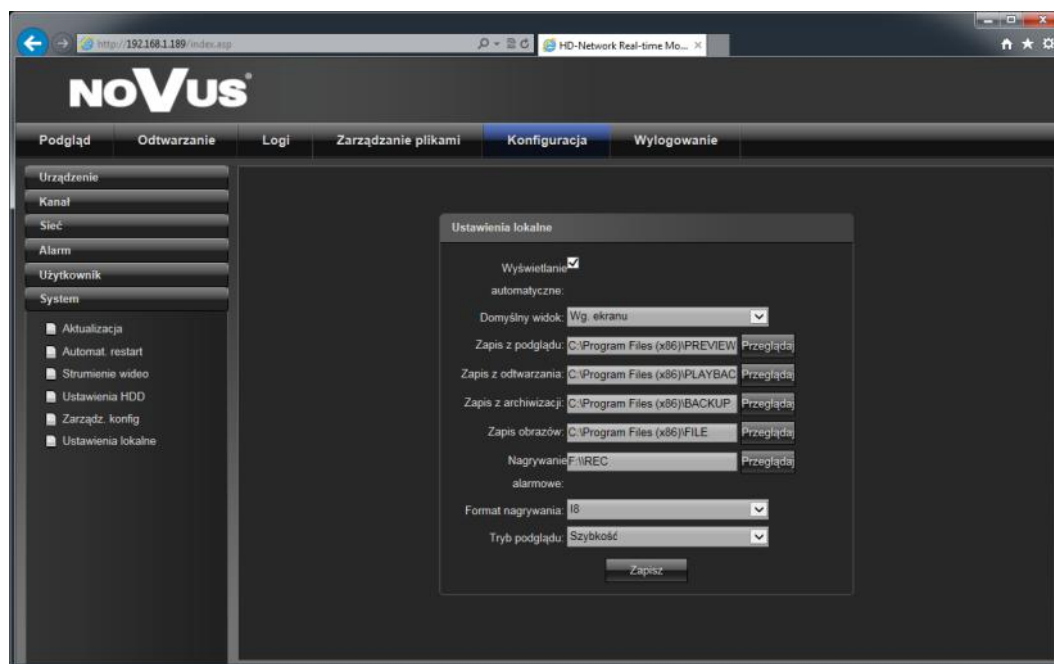 http://192.168.1.189/index.asp
HD-Network Real-time Mo...
NOVUS
Podgląd Odtwarzanie Logi Zarządzanie plikami Konfiguracja Wylogowanie
Urządzenie
Kanał
Sieć
Alarm
Użytkownik
System
Aktualizacja
Automat. restart
Strumienie wideo
Ustawienia HDD
Zarządz. konfig
Ustawienia lokalne
Ustawienia lokalne
Wyświetlanie
automatyczne:
Domyślny widok: Wg. ekranu
Zapis z podglądu: C:\Program Files (x86)\PREVIEW Przeglądaj
Zapis z odtwarzania: C:\Program Files (x86)\PLAYBAC Przeglądaj
Zapis z archiwizacji: C:\Program Files (x86)\BACKUP Przeglądaj
Zapis obrazów: C:\Program Files (x86)\FILE Przeglądaj
Nagrywanie F:\\REC Przeglądaj
alarmowe:
Format nagrywania: I8
Tryb podglądu: Szybkość
Zapisz